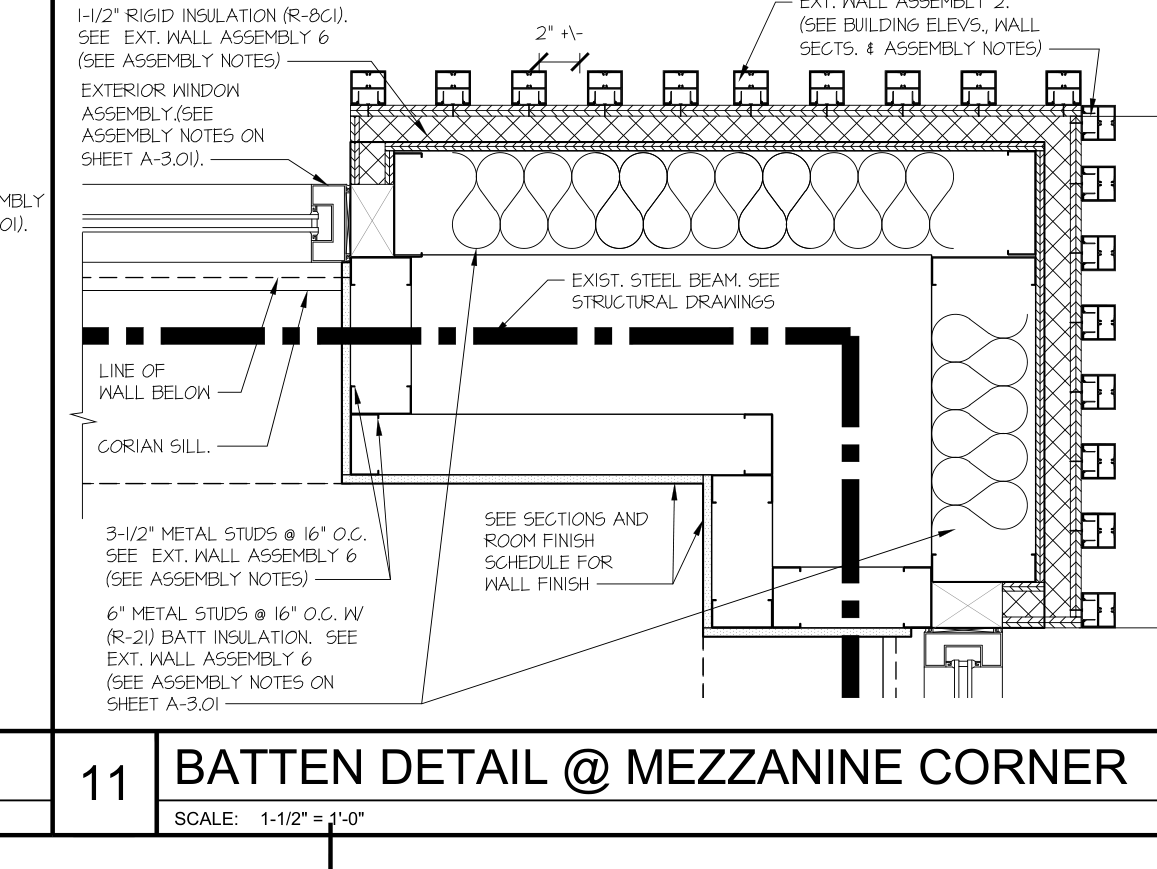 1-1/2" RIGID INSULATION (R-8CI).
SEE EXT. WALL ASSEMBLY 6
(SEE ASSEMBLY NOTES)
EXT. WALL ASSEMBLY 2.
(SEE BUILDING ELEVS., WALL
SECTS. & ASSEMBLY NOTES)
2" +\-
EXTERIOR WINDOW
ASSEMBLY.(SEE
ASSEMBLY NOTES ON
SHEET A-3.01).
MBLY
01).
EXIST. STEEL BEAM. SEE
STRUCTURAL DRAWINGS
LINE OF
WALL BELOW
CORIAN SILL.
3-1/2" METAL STUDS @ 16" O.C.
SEE EXT. WALL ASSEMBLY 6
(SEE ASSEMBLY NOTES)
SEE SECTIONS AND
ROOM FINISH
SCHEDULE FOR
WALL FINISH
6" METAL STUDS @ 16" O.C. W/
(R-21) BATT INSULATION. SEE
EXT. WALL ASSEMBLY 6
(SEE ASSEMBLY NOTES ON
SHEET A-3.01
11
BATTEN DETAIL @ MEZZANINE CORNER
SCALE: 1-1/2" = 1'-0"